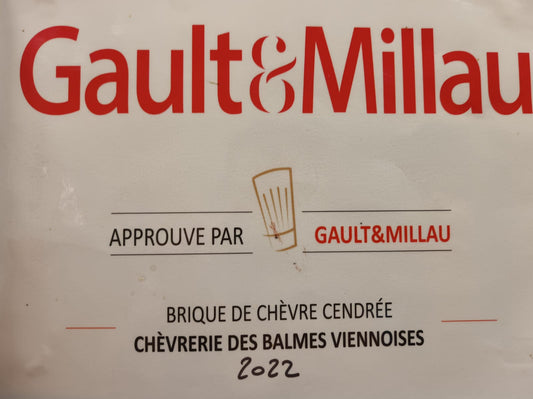 Gault&Millau
APPROUVE PAR GAULT&MILLAU
BRIQUE DE CHÈVRE CENDRÉE
CHÈVRERIE DES BALMES VIENNOISES
2022